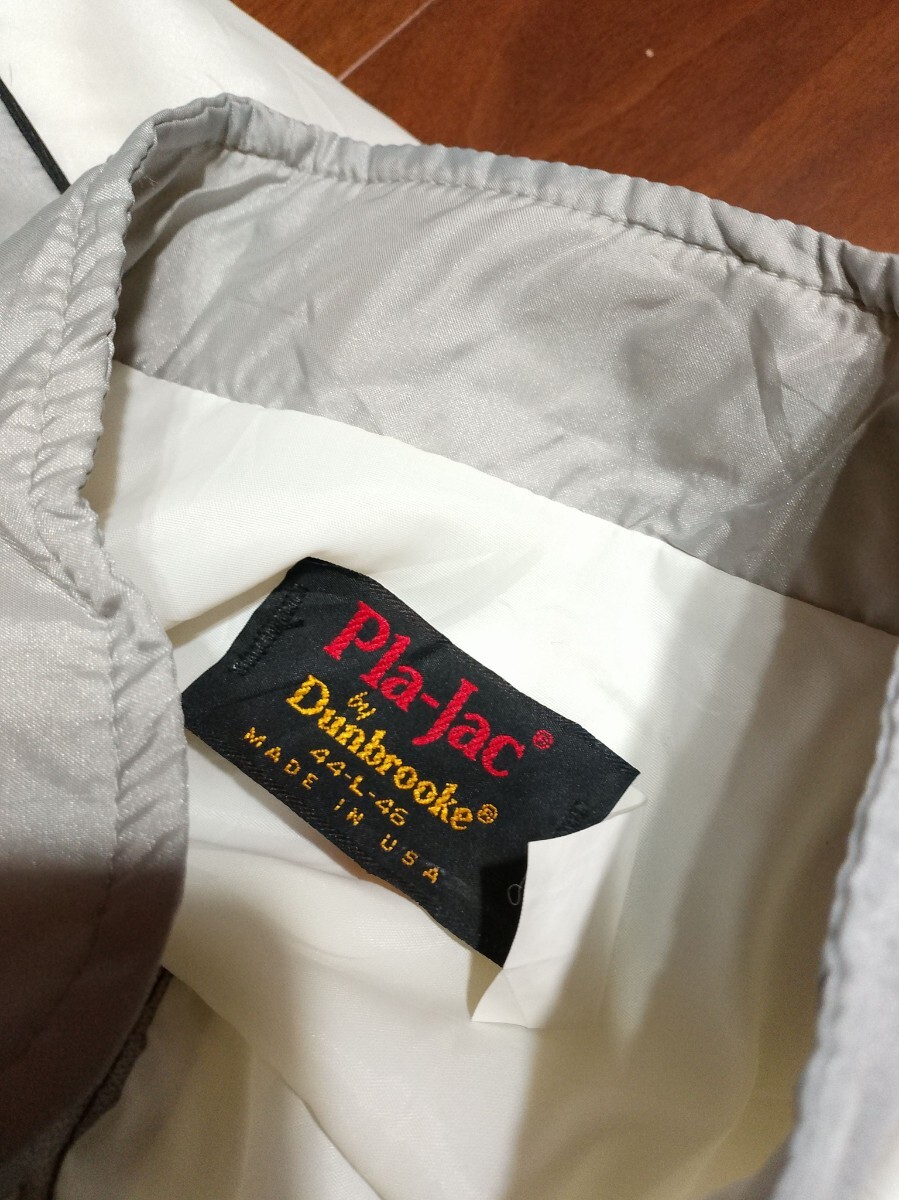 Pla-Jac®
by
Dunbrooke®
44-L-46
MADE IN USA